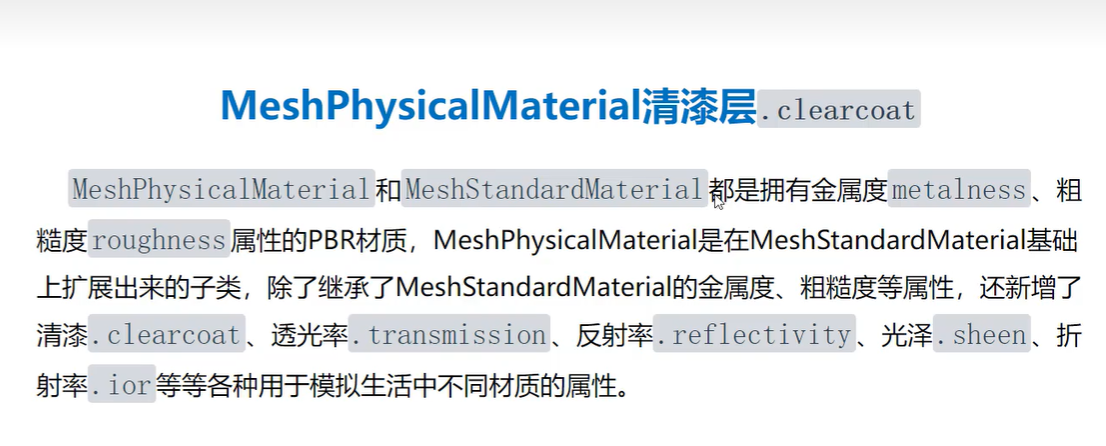 MeshPhysicalMaterial清漆层.clearcoat
MeshPhysicalMaterial和MeshStandardMaterial都是拥有金属度metalness、粗
糙度roughness属性的PBR材质，MeshPhysicalMaterial是在MeshStandardMaterial基础
上扩展出来的子类，除了继承了MeshStandardMaterial的金属度、粗糙度等属性，还新增了
清漆.clearcoat、透光率.transmission、反射率.reflectivity、光泽.sheen、折
射率.ior等等各种用于模拟生活中不同材质的属性。